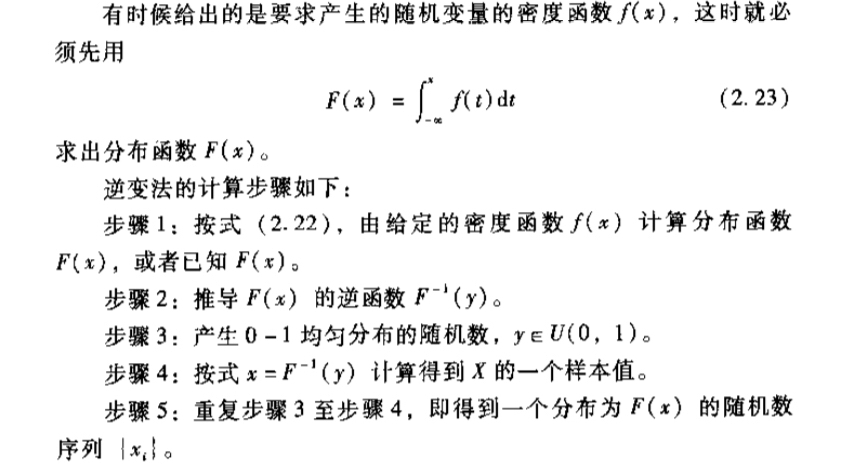 有时候给出的是要求产生的随机变量的密度函数 f(x)，这时就必
须先用
F(x) = ∫_{-∞}^{x} f(t)dt (2.23)
求出分布函数 F(x)。
逆变法的计算步骤如下：
步骤 1：按式 (2.22)，由给定的密度函数 f(x) 计算分布函数
F(x)，或者已知 F(x)。
步骤 2：推导 F(x) 的逆函数 F⁻¹(y)。
步骤 3：产生 0－1 均匀分布的随机数，y∈U(0, 1)。
步骤 4：按式 x = F⁻¹(y) 计算得到 X 的一个样本值。
步骤 5：重复步骤 3 至步骤 4，即得到一个分布为 F(x) 的随机数
序列 {xᵢ}。